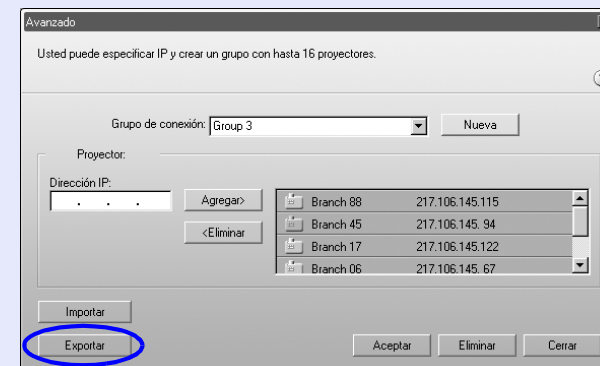 Avanzado
Usted puede especificar IP y crear un grupo con hasta 16 proyectores.
Grupo de conexión: Group 3 Nueva
Proyector:
Dirección IP:
. . .
Agregar>
<Eliminar
Branch 88 217.106.145.115
Branch 45 217.106.145. 94
Branch 17 217.106.145.122
Branch 06 217.106.145. 67
Importar
Exportar Aceptar Eliminar Cerrar